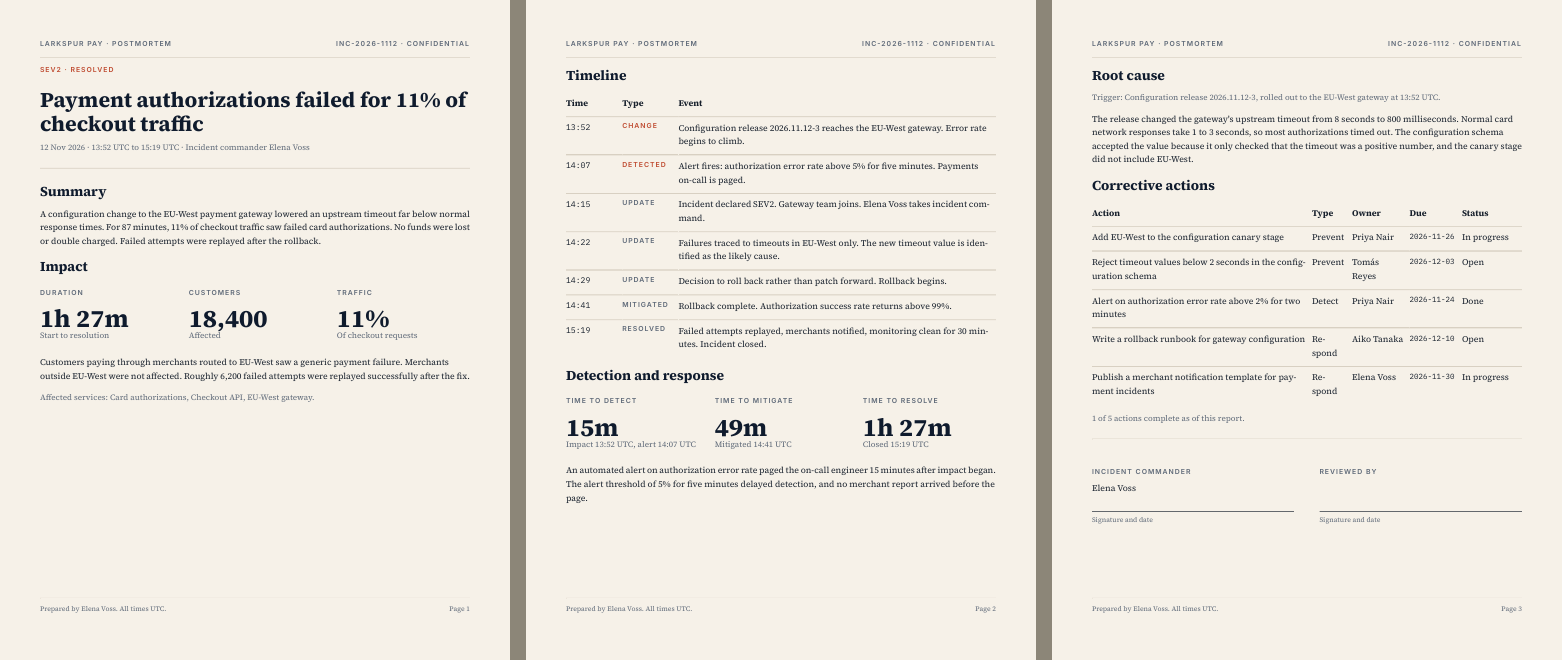 LARKSPUR PAY · POSTMORTEM
INC-2026-1112 · CONFIDENTIAL
SEV2 · RESOLVED
Payment authorizations failed for 11% of
checkout traffic
12 Nov 2026 · 13:52 UTC to 15:19 UTC · Incident commander Elena Voss
Summary
A configuration change to the EU-West payment gateway lowered an upstream timeout far below normal
response times. For 87 minutes, 11% of checkout traffic saw failed card authorizations. No funds were lost
or double charged. Failed attempts were replayed after the rollback.
Impact
DURATION CUSTOMERS TRAFFIC
1h 27m 18,400 11%
Start to resolution Affected Of checkout requests
Customers paying through merchants routed to EU-West saw a generic payment failure. Merchants
outside EU-West were not affected. Roughly 6,200 failed attempts were replayed successfully after the fix.
Affected services: Card authorizations, Checkout API, EU-West gateway.
Prepared by Elena Voss. All times UTC. Page 1
LARKSPUR PAY · POSTMORTEM
INC-2026-1112 · CONFIDENTIAL
Timeline
Time Type Event
13:52 CHANGE Configuration release 2026.11.12-3 reaches the EU-West gateway. Error rate
begins to climb.
14:07 DETECTED Alert fires: authorization error rate above 5% for five minutes. Payments
on-call is paged.
14:15 UPDATE Incident declared SEV2. Gateway team joins. Elena Voss takes incident com-
mand.
14:22 UPDATE Failures traced to timeouts in EU-West only. The new timeout value is iden-
tified as the likely cause.
14:29 UPDATE Decision to roll back rather than patch forward. Rollback begins.
14:41 MITIGATED Rollback complete. Authorization success rate returns above 99%.
15:19 RESOLVED Failed attempts replayed, merchants notified, monitoring clean for 30 min-
utes. Incident closed.
Detection and response
TIME TO DETECT TIME TO MITIGATE TIME TO RESOLVE
15m 49m 1h 27m
Impact 13:52 UTC, alert 14:07 UTC Mitigated 14:41 UTC Closed 15:19 UTC
An automated alert on authorization error rate paged the on-call engineer 15 minutes after impact began.
The alert threshold of 5% for five minutes delayed detection, and no merchant report arrived before the
page.
Prepared by Elena Voss. All times UTC. Page 2
LARKSPUR PAY · POSTMORTEM
INC-2026-1112 · CONFIDENTIAL
Root cause
Trigger: Configuration release 2026.11.12-3, rolled out to the EU-West gateway at 13:52 UTC.
The release changed the gateway's upstream timeout from 8 seconds to 800 milliseconds. Normal card
network responses take 1 to 3 seconds, so most authorizations timed out. The configuration schema
accepted the value because it only checked that the timeout was a positive number, and the canary stage
did not include EU-West.
Corrective actions
Action Type Owner Due Status
Add EU-West to the configuration canary stage Prevent Priya Nair 2026-11-26 In progress
Reject timeout values below 2 seconds in the config- Prevent Tomás 2026-12-03 Open
uration schema Reyes
Alert on authorization error rate above 2% for two Detect Priya Nair 2026-11-24 Done
minutes
Write a rollback runbook for gateway configuration Re- Aiko Tanaka 2026-12-10 Open
spond
Publish a merchant notification template for pay- Re- Elena Voss 2026-11-30 In progress
ment incidents spond
1 of 5 actions complete as of this report.
INCIDENT COMMANDER REVIEWED BY
Elena Voss
Signature and date Signature and date
Prepared by Elena Voss. All times UTC. Page 3